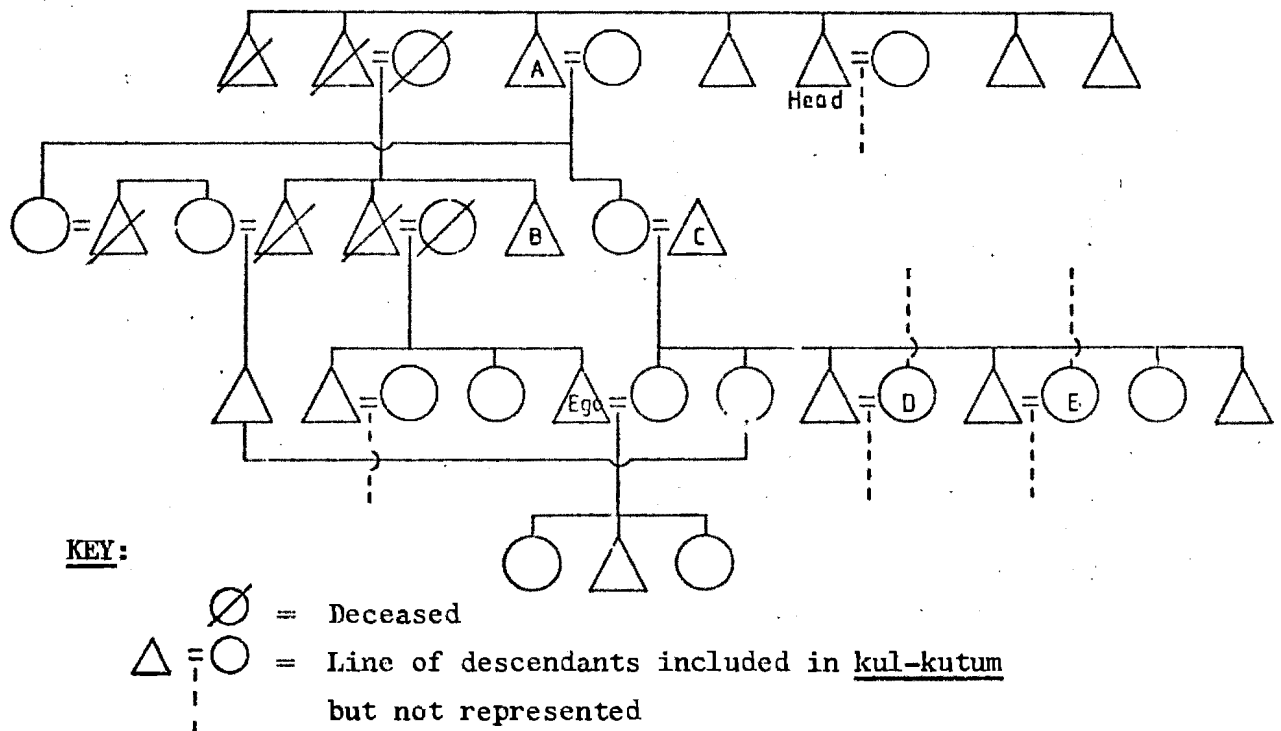 A
Head
B
C
Ego
D
E
KEY:
= Deceased
= Line of descendants included in kul-kutum
but not represented